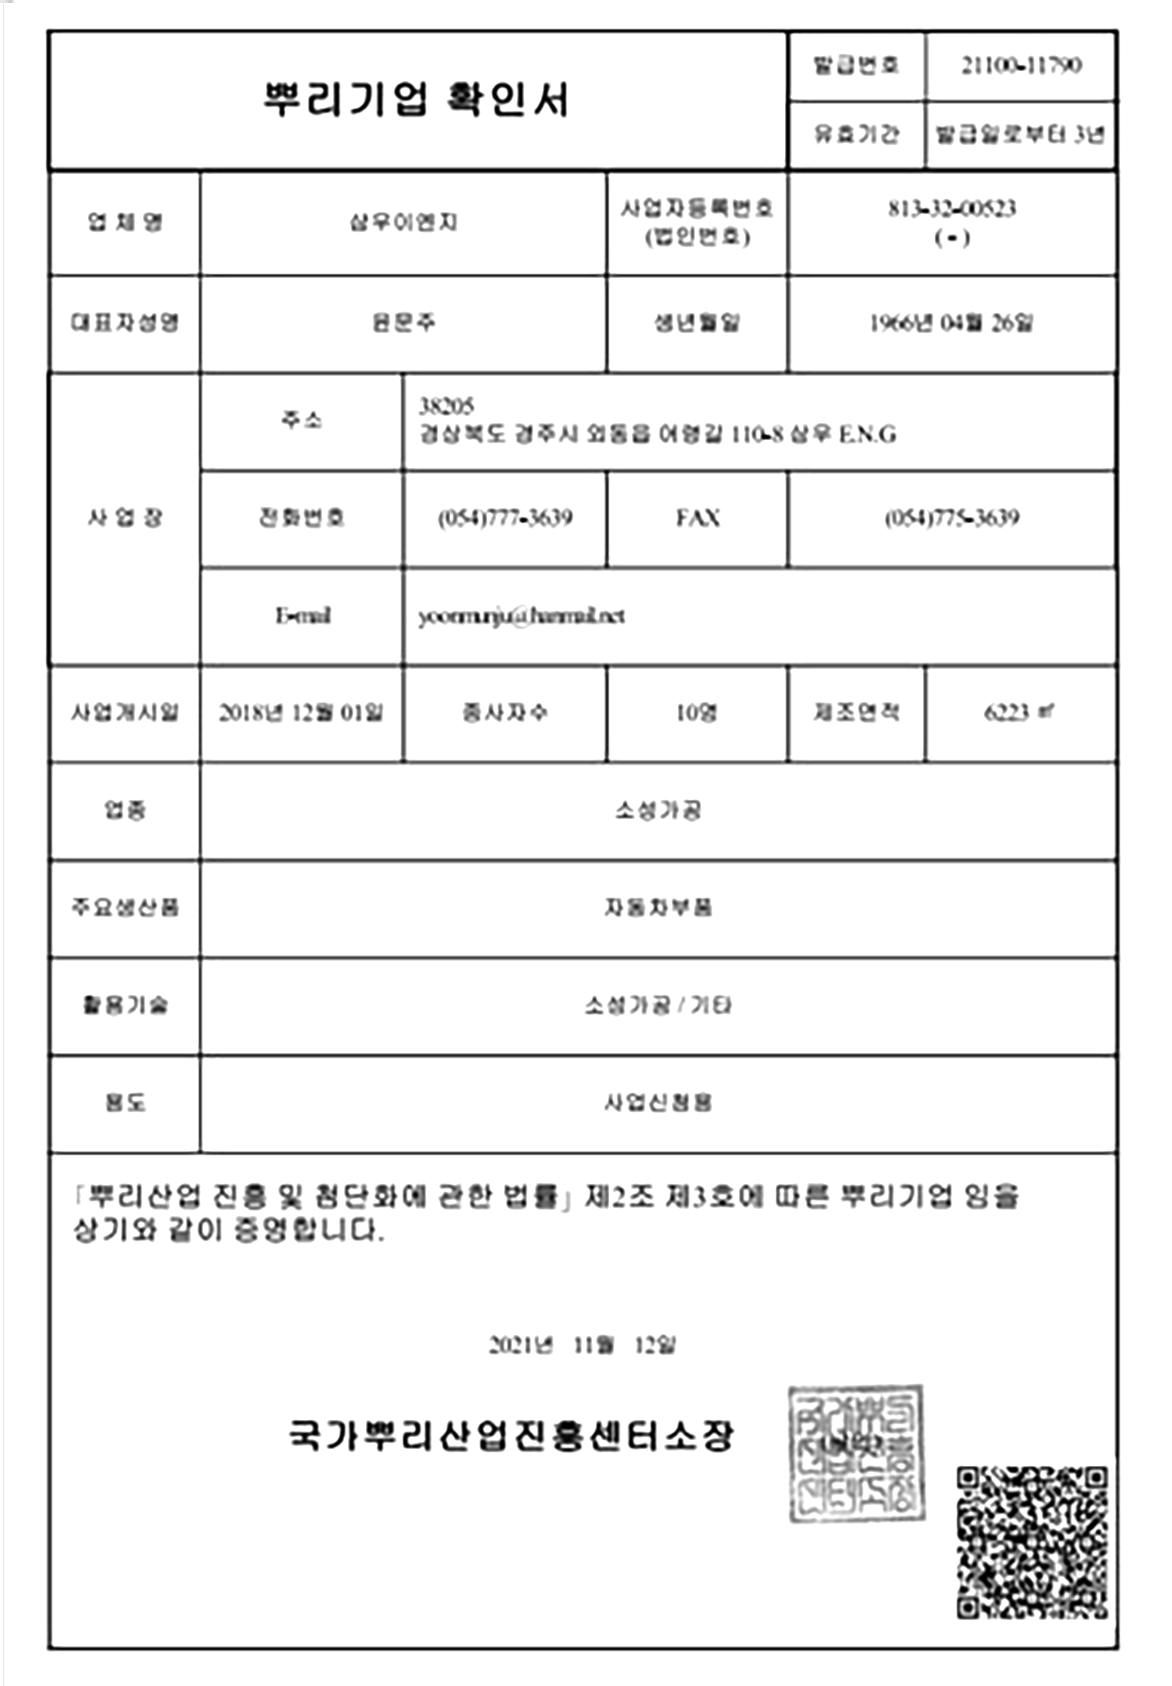 뿌리기업 확인서
발급번호
21100-11790
유효기간
발급일로부터 3년
업 체 명
삼우이엔지
사업자등록번호
(법인번호)
813-32-00523
( - )
대표자성명
윤문주
생년월일
1966년 04월 26일
사 업 장
주소
38205
경상북도 경주시 외동읍 어령길 110-8 삼우 E.N.G
전화번호
(054)777-3639
FAX
(054)775-3639
E-mail
yoonmunju@hanmail.net
사업개시일
2018년 12월 01일
종사자수
10명
제조면적
6223 ㎡
업종
소성가공
주요생산품
자동차부품
활용기술
소성가공 / 기타
용도
사업신청용
「뿌리산업 진흥 및 첨단화에 관한 법률」 제2조 제3호에 따른 뿌리기업 임을
상기와 같이 증명합니다.
2021년 11월 12일
국가뿌리산업진흥센터소장